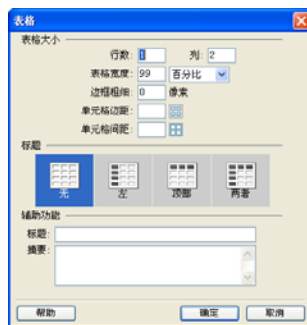 表格
表格大小
行数: 1 列: 2
表格宽度: 99 百分比
边框粗细: 0 像素
单元格边距:
单元格间距:
标题
无 左 顶部 两者
辅助功能
标题:
摘要:
帮助 确定 取消